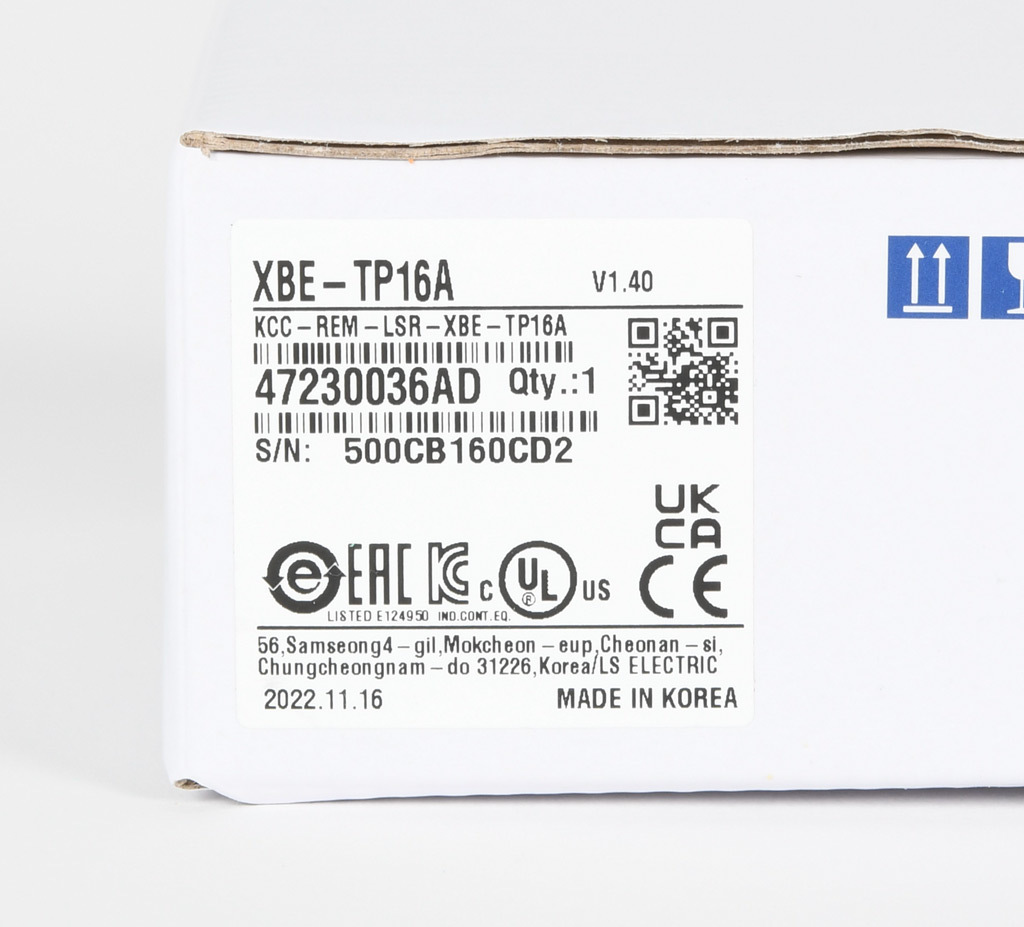 XBE-TP16A V1.40
KCC-REM-LSR-XBE-TP16A
47230036AD Qty.:1
S/N: 500CB160CD2
UK
CA
e EAC KC c UL ® US CE
LISTED E124950 IND.CONT.EQ.
56,Samseong4-gil,Mokcheon-eup,Cheonan-si,
Chungcheongnam-do 31226,Korea/LS ELECTRIC
2022.11.16 MADE IN KOREA